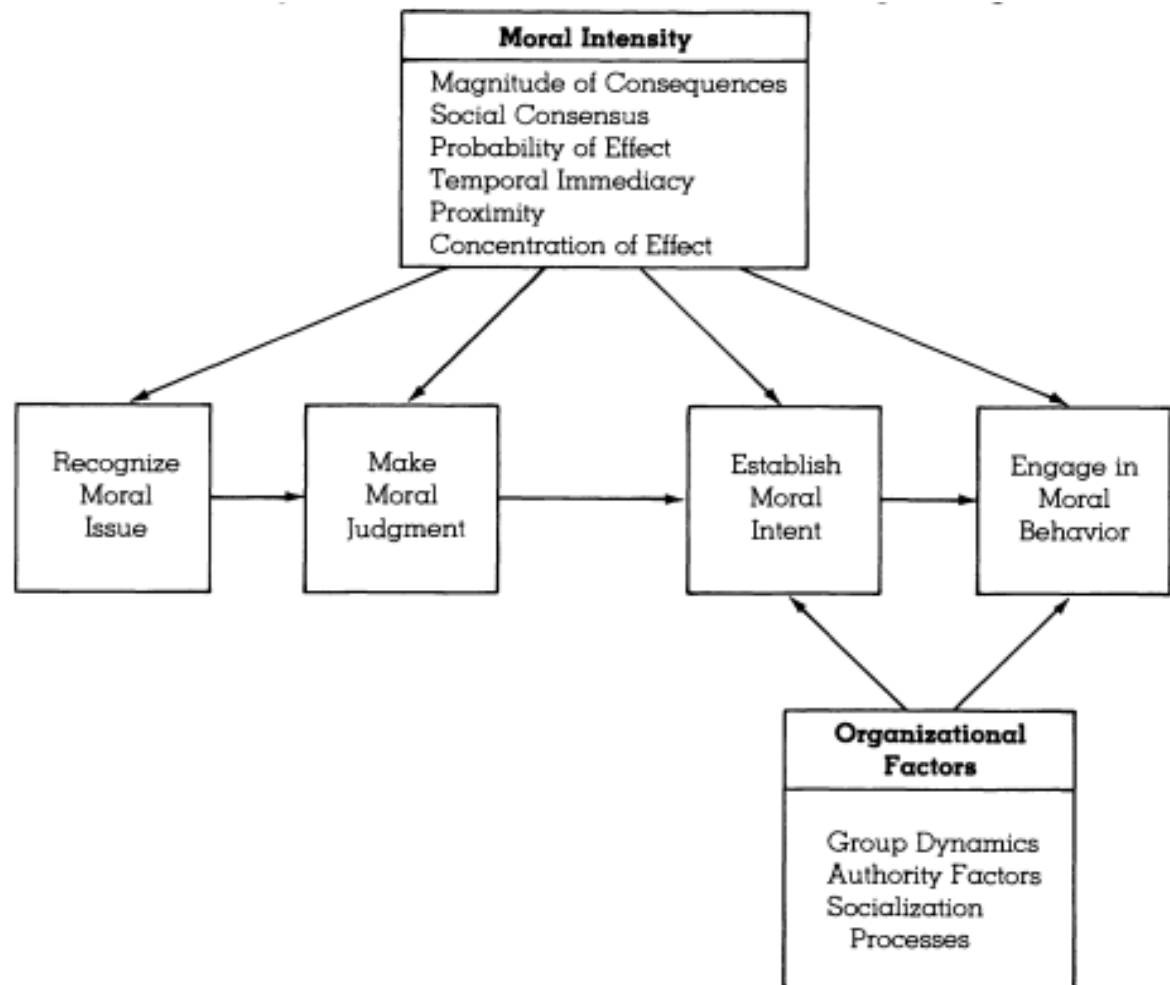 Moral Intensity
Magnitude of Consequences
Social Consensus
Probability of Effect
Temporal Immediacy
Proximity
Concentration of Effect
Recognize
Moral
Issue
Make
Moral
Judgment
Establish
Moral
Intent
Engage in
Moral
Behavior
Organizational
Factors
Group Dynamics
Authority Factors
Socialization
Processes